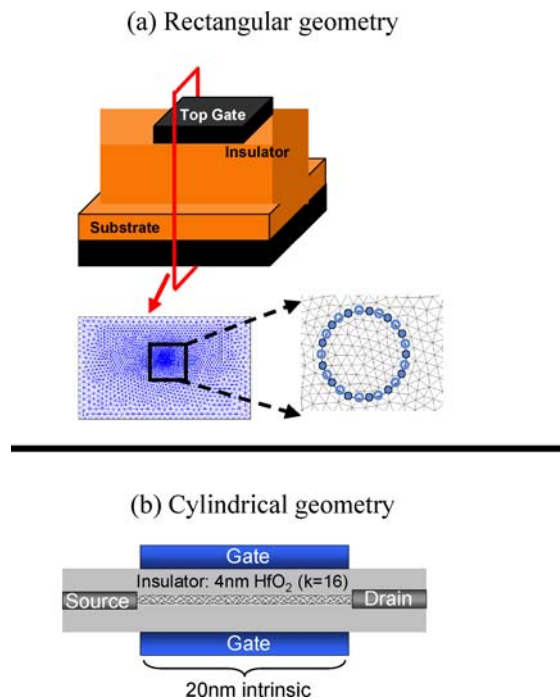 (a) Rectangular geometry
Top Gate
Insulator
Substrate
(b) Cylindrical geometry
Gate
Insulator: 4nm HfO₂ (k=16)
Source
Drain
Gate
20nm intrinsic